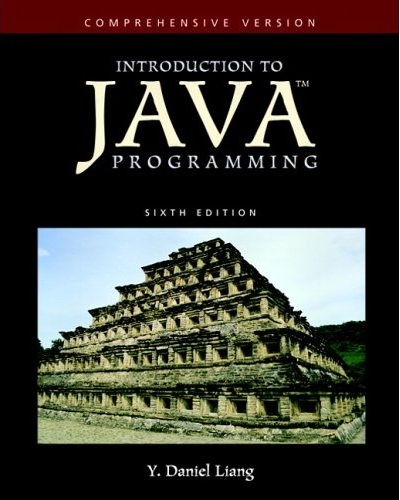 COMPREHENSIVE VERSION
INTRODUCTION TO
JAVA™
PROGRAMMING
SIXTH EDITION
Y. Daniel Liang